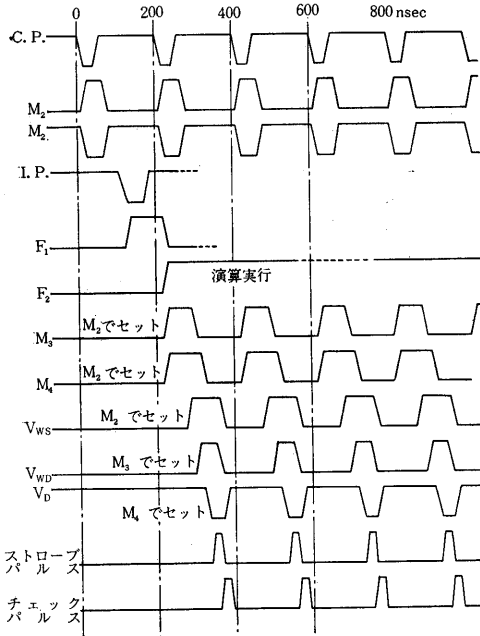 0 200 400 600 800 nsec
C.P.
M₂
M₂
I.P.
F₁
F₂ 演算実行
M₃ M₂でセット
M₄ M₂でセット
V_WS M₂ でセット
V_WD M₃ でセット
V_D M₄ でセット
ストローブ
パルス
チェック
パルス